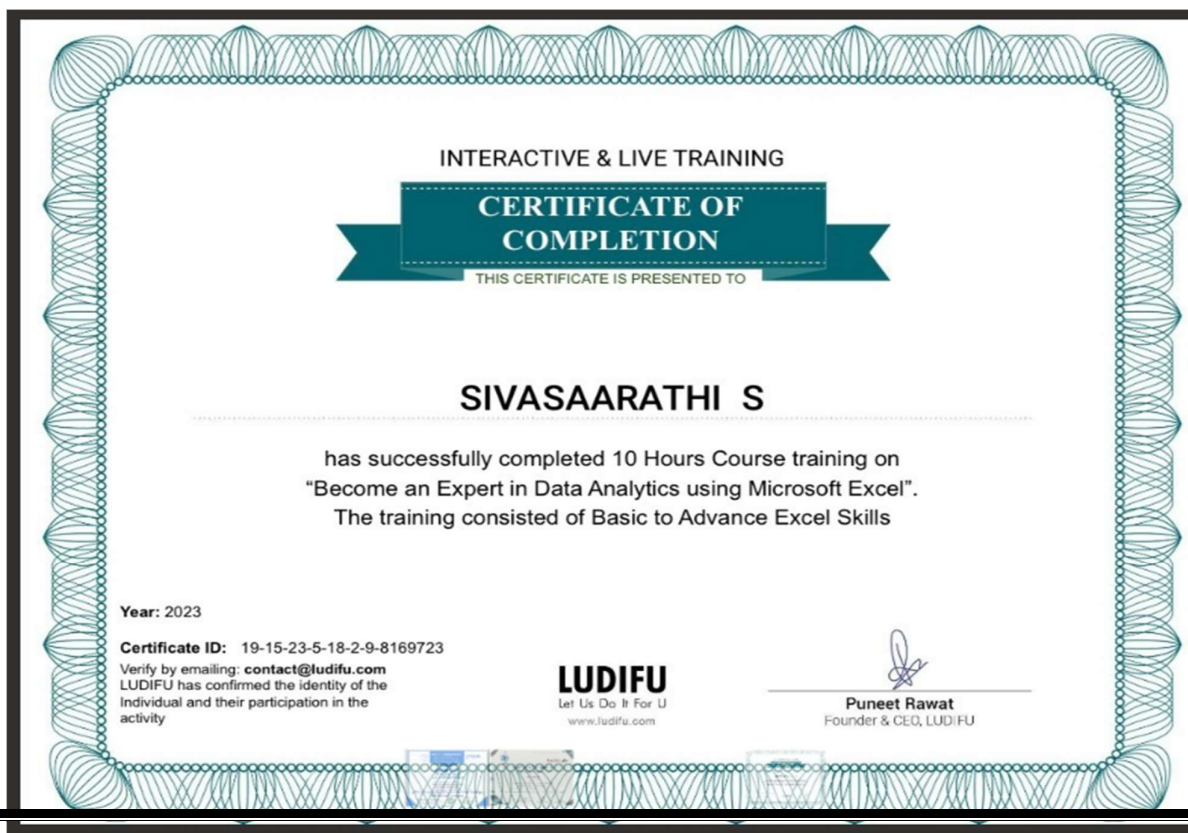 INTERACTIVE & LIVE TRAINING
CERTIFICATE OF
COMPLETION
THIS CERTIFICATE IS PRESENTED TO
SIVASAARATHI S
has successfully completed 10 Hours Course training on
“Become an Expert in Data Analytics using Microsoft Excel”.
The training consisted of Basic to Advance Excel Skills
Year: 2023
Certificate ID: 19-15-23-5-18-2-9-8169723
Verify by emailing: contact@ludifu.com
LUDIFU has confirmed the identity of the
Individual and their participation in the
activity
LUDIFU
Let Us Do It For U
www.ludifu.com
Puneet Rawat
Founder & CEO, LUDIFU